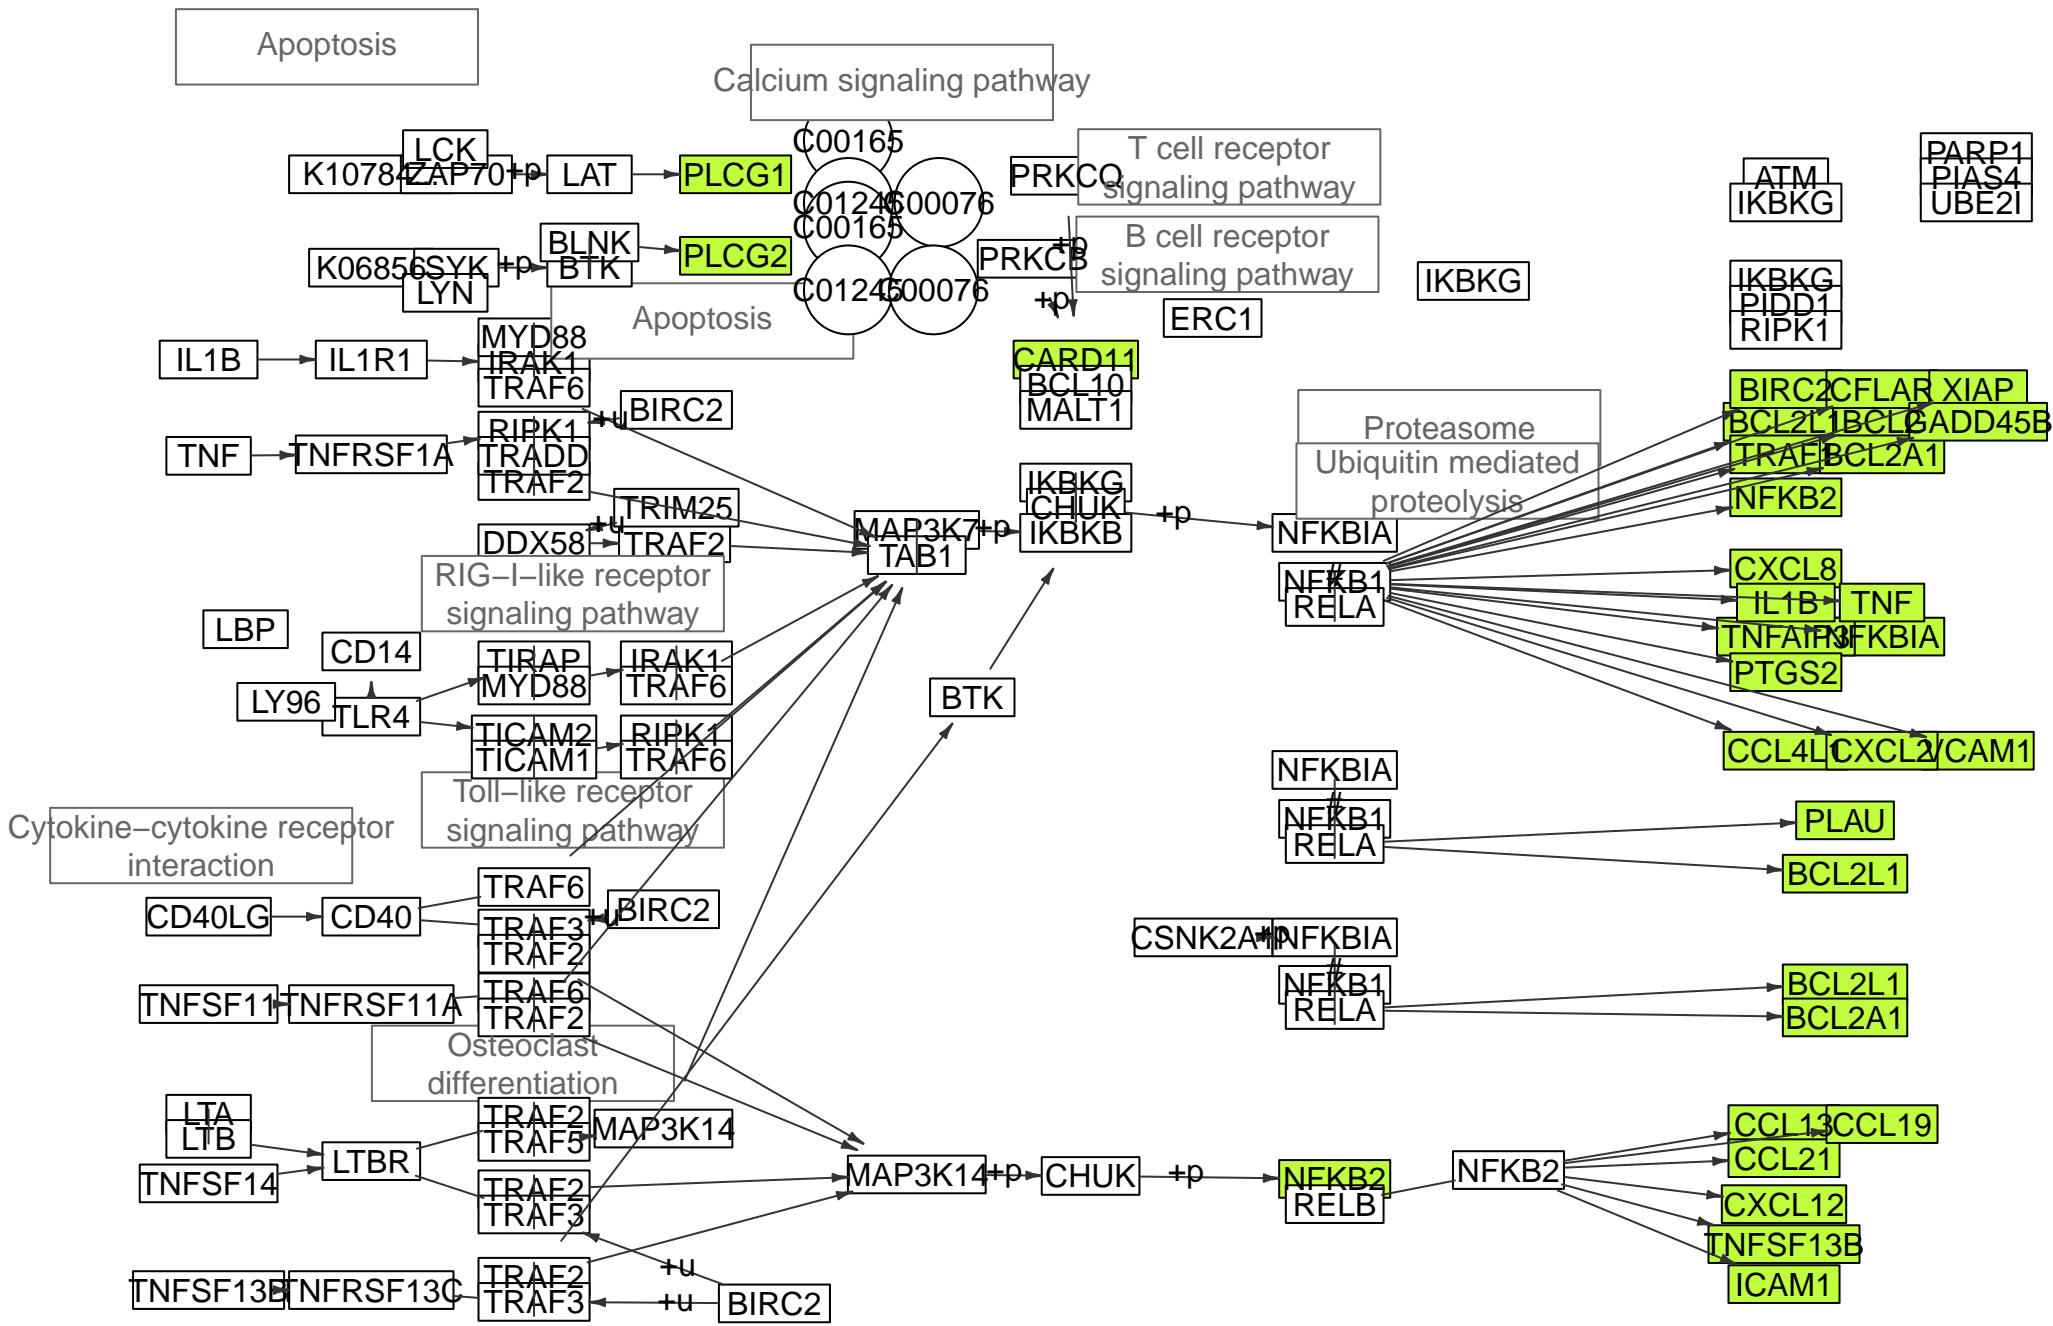 Apoptosis
Calcium signaling pathway
C00165
T cell receptor
signaling pathway
PRKCQ
LCK
K10784
ZAP70
+p
LAT
PLCG1
C01245
C00076
C00165
PARP1
PIAS4
UBE2I
ATM
IKBKG
BLNK
BTK
PLCG2
K06856
SYK
+p
LYN
PRKCB
+p
B cell receptor
signaling pathway
C01245
C00076
+p
IKBKG
ERC1
IKBKG
PIDD1
RIPK1
Apoptosis
IL1B
IL1R1
MYD88
IRAK1
TRAF6
CARD11
BCL10
MALT1
BIRC2
+u
TNF
TNFRSF1A
RIPK1
TRADD
TRAF2
Proteasome
Ubiquitin mediated
proteolysis
BIRC2
CFLAR
XIAP
BCL2L1
BCL2
GADD45B
TRAF1
BCL2A1
NFKB2
TRIM25
+u
DDX58
TRAF2
MAP3K7
TAB1
+p
IKBKG
CHUK
IKBKB
+p
NFKBIA
NFKB1
RELA
CXCL8
IL1B
TNF
TNFAIP3
NFKBIA
PTGS2
RIG−I−like receptor
signaling pathway
LBP
CD14
LY96
TLR4
TIRAP
MYD88
IRAK1
TRAF6
BTK
TICAM2
TICAM1
RIPK1
TRAF6
CCL4L1
CXCL2
VCAM1
Toll−like receptor
signaling pathway
NFKBIA
NFKB1
RELA
PLAU
BCL2L1
Cytokine−cytokine receptor
interaction
CD40LG
CD40
TRAF6
TRAF3
TRAF2
+u
BIRC2
CSNK2A1
+p
NFKBIA
NFKB1
RELA
BCL2L1
BCL2A1
TNFSF11
TNFRSF11A
TRAF6
TRAF2
Osteoclast
differentiation
LTA
LTB
TNFSF14
LTBR
TRAF2
TRAF5
MAP3K14
TRAF2
TRAF3
MAP3K14
+p
CHUK
+p
NFKB2
RELB
NFKB2
CCL13
CCL19
CCL21
CXCL12
TNFSF13B
ICAM1
TNFSF13B
TNFRSF13C
TRAF2
TRAF3
+u
+u
BIRC2